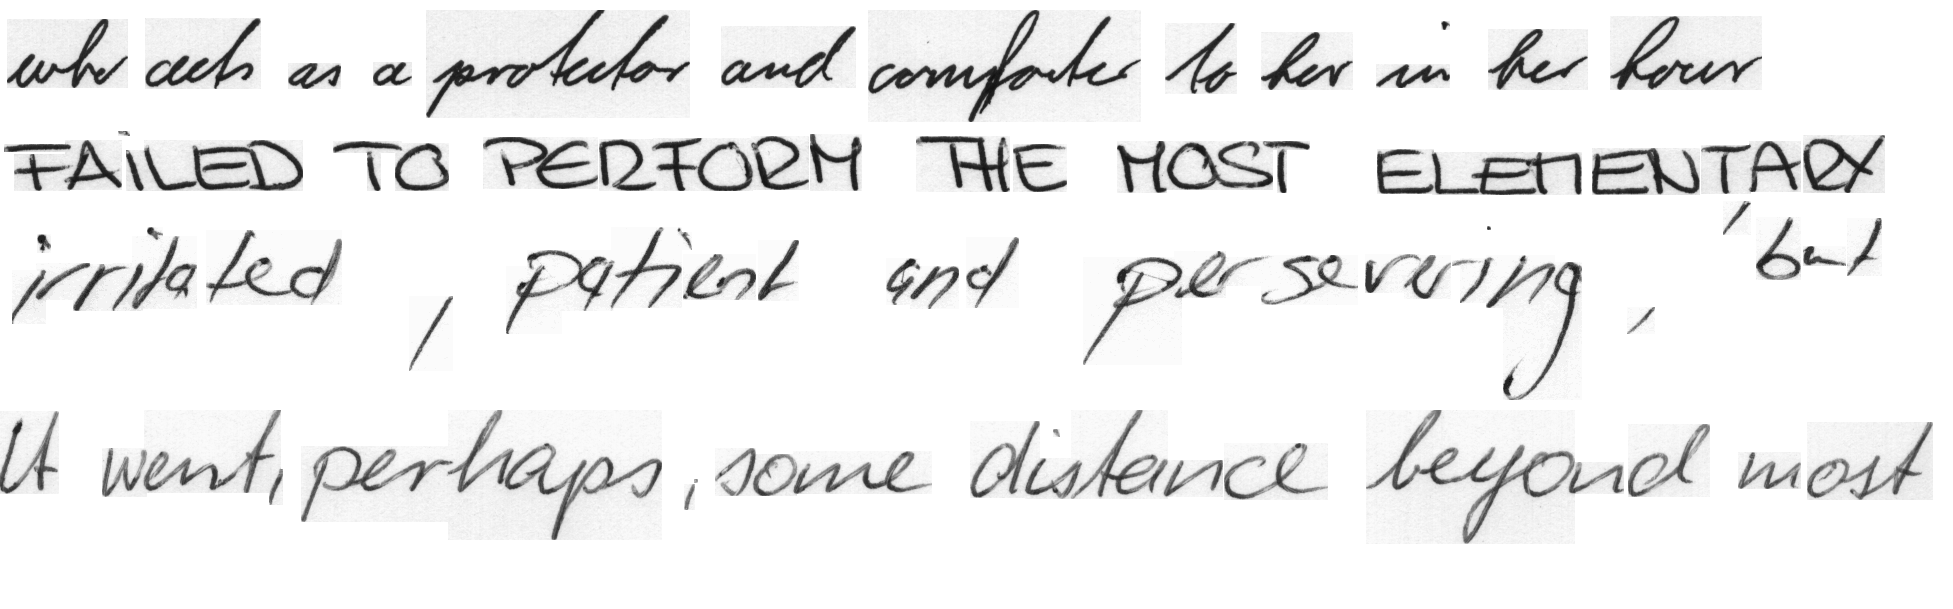 who acts as a protector and comforter to her in her hour
FAILED TO PERFORM THE MOST ELEMENTARY
irritated , patient and persevering , ' but
It went, perhaps, some distance beyond most